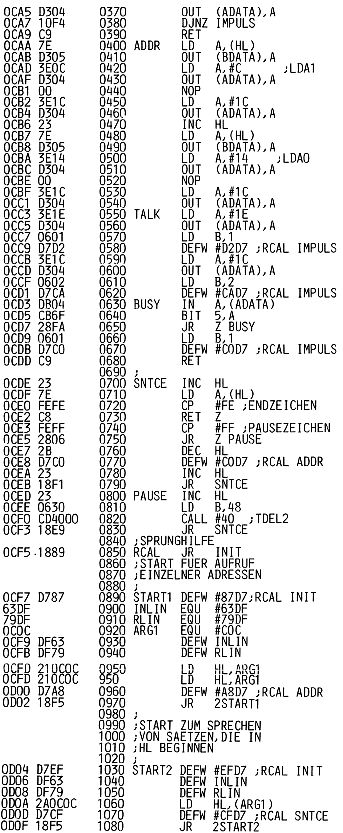 0CA5 D304 0370 OUT (ADATA),A
0CA7 10F4 0380 DJNZ IMPULS
0CA9 C9 0390 RET
0CAA 7E 0400 ADDR LD A,(HL)
0CAB D305 0410 OUT (BDATA),A
0CAD 3E0C 0420 LD A,#C ;LDA1
0CAF D304 0430 OUT (ADATA),A
0CB1 00 0440 NOP
0CB2 3E1C 0450 LD A,#1C
0CB4 D304 0460 OUT (ADATA),A
0CB6 23 0470 INC HL
0CB7 7E 0480 LD A,(HL)
0CB8 D305 0490 OUT (BDATA),A
0CBA 3E14 0500 LD A,#14 ;LDA0
0CBC D304 0510 OUT (ADATA),A
0CBE 00 0520 NOP
0CBF 3E1C 0530 LD A,#1C
0CC1 D304 0540 OUT (ADATA),A
0CC3 3E1E 0550 TALK LD A,#1E
0CC5 D304 0560 OUT (ADATA),A
0CC7 0601 0570 LD B,1
0CC9 D7D2 0580 DEFW #D2D7 ;RCAL IMPULS
0CCB 3E1C 0590 LD A,#1C
0CCD D304 0600 OUT (ADATA),A
0CCF 0602 0610 LD B,2
0CD1 D7CA 0620 DEFW #CAD7 ;RCAL IMPULS
0CD3 DB04 0630 BUSY IN A,(ADATA)
0CD5 CB6F 0640 BIT 5,A
0CD7 28FA 0650 JR Z BUSY
0CD9 0601 0660 LD B,1
0CDB D7C0 0670 DEFW #C0D7 ;RCAL IMPULS
0CDD C9 0680 RET
0690 ;
0CDE 23 0700 SNTCE INC HL
0CDF 7E 0710 LD A,(HL)
0CE0 FEFE 0720 CP #FE ;ENDZEICHEN
0CE2 C8 0730 RET Z
0CE3 FEFF 0740 CP #FF ;PAUSEZEICHEN
0CE5 2806 0750 JR Z PAUSE
0CE7 2B 0760 DEC HL
0CE8 D7C0 0770 DEFW #C0D7 ;RCAL ADDR
0CEA 23 0780 INC HL
0CEB 18F1 0790 JR SNTCE
0CED 23 0800 PAUSE INC HL
0CEE 0630 0810 LD B,48
0CF0 CD4000 0820 CALL #40 ;TDEL2
0CF3 18E9 0830 JR SNTCE
0840 ;SPRUNGHILFE
0CF5 1889 0850 RCAL JR INIT
0860 ;START FUER AUFRUF
0870 ;EINZELNER ADRESSEN
0880 ;
0CF7 D787 0890 START1 DEFW #87D7;RCAL INIT
63DF 0900 INLIN EQU #63DF
79DF 0910 RLIN EQU #79DF
0C0C 0920 ARG1 EQU #C0C
0CF9 DF63 0930 DEFW INLIN
0CFB DF79 0940 DEFW RLIN
0CFD 210C0C 0950 LD HL,ARG1
0CFD 210C0C 950 LD HL,ARG1
0D00 D7A8 0960 DEFW #A8D7 ;RCAL ADDR
0D02 18F5 0970 JR 2START1
0980 ;
0990 ;START ZUM SPRECHEN
1000 ;VON SAETZEN,DIE IN
1010 ;HL BEGINNEN
1020 ;
0D04 D7EF 1030 START2 DEFW #EFD7 ;RCAL INIT
0D06 DF63 1040 DEFW INLIN
0D08 DF79 1050 DEFW RLIN
0D0A 2A0C0C 1060 LD HL,(ARG1)
0D0D D7CF 1070 DEFW #CFD7 ;RCAL SNTCE
0D0F 18F5 1080 JR 2START2